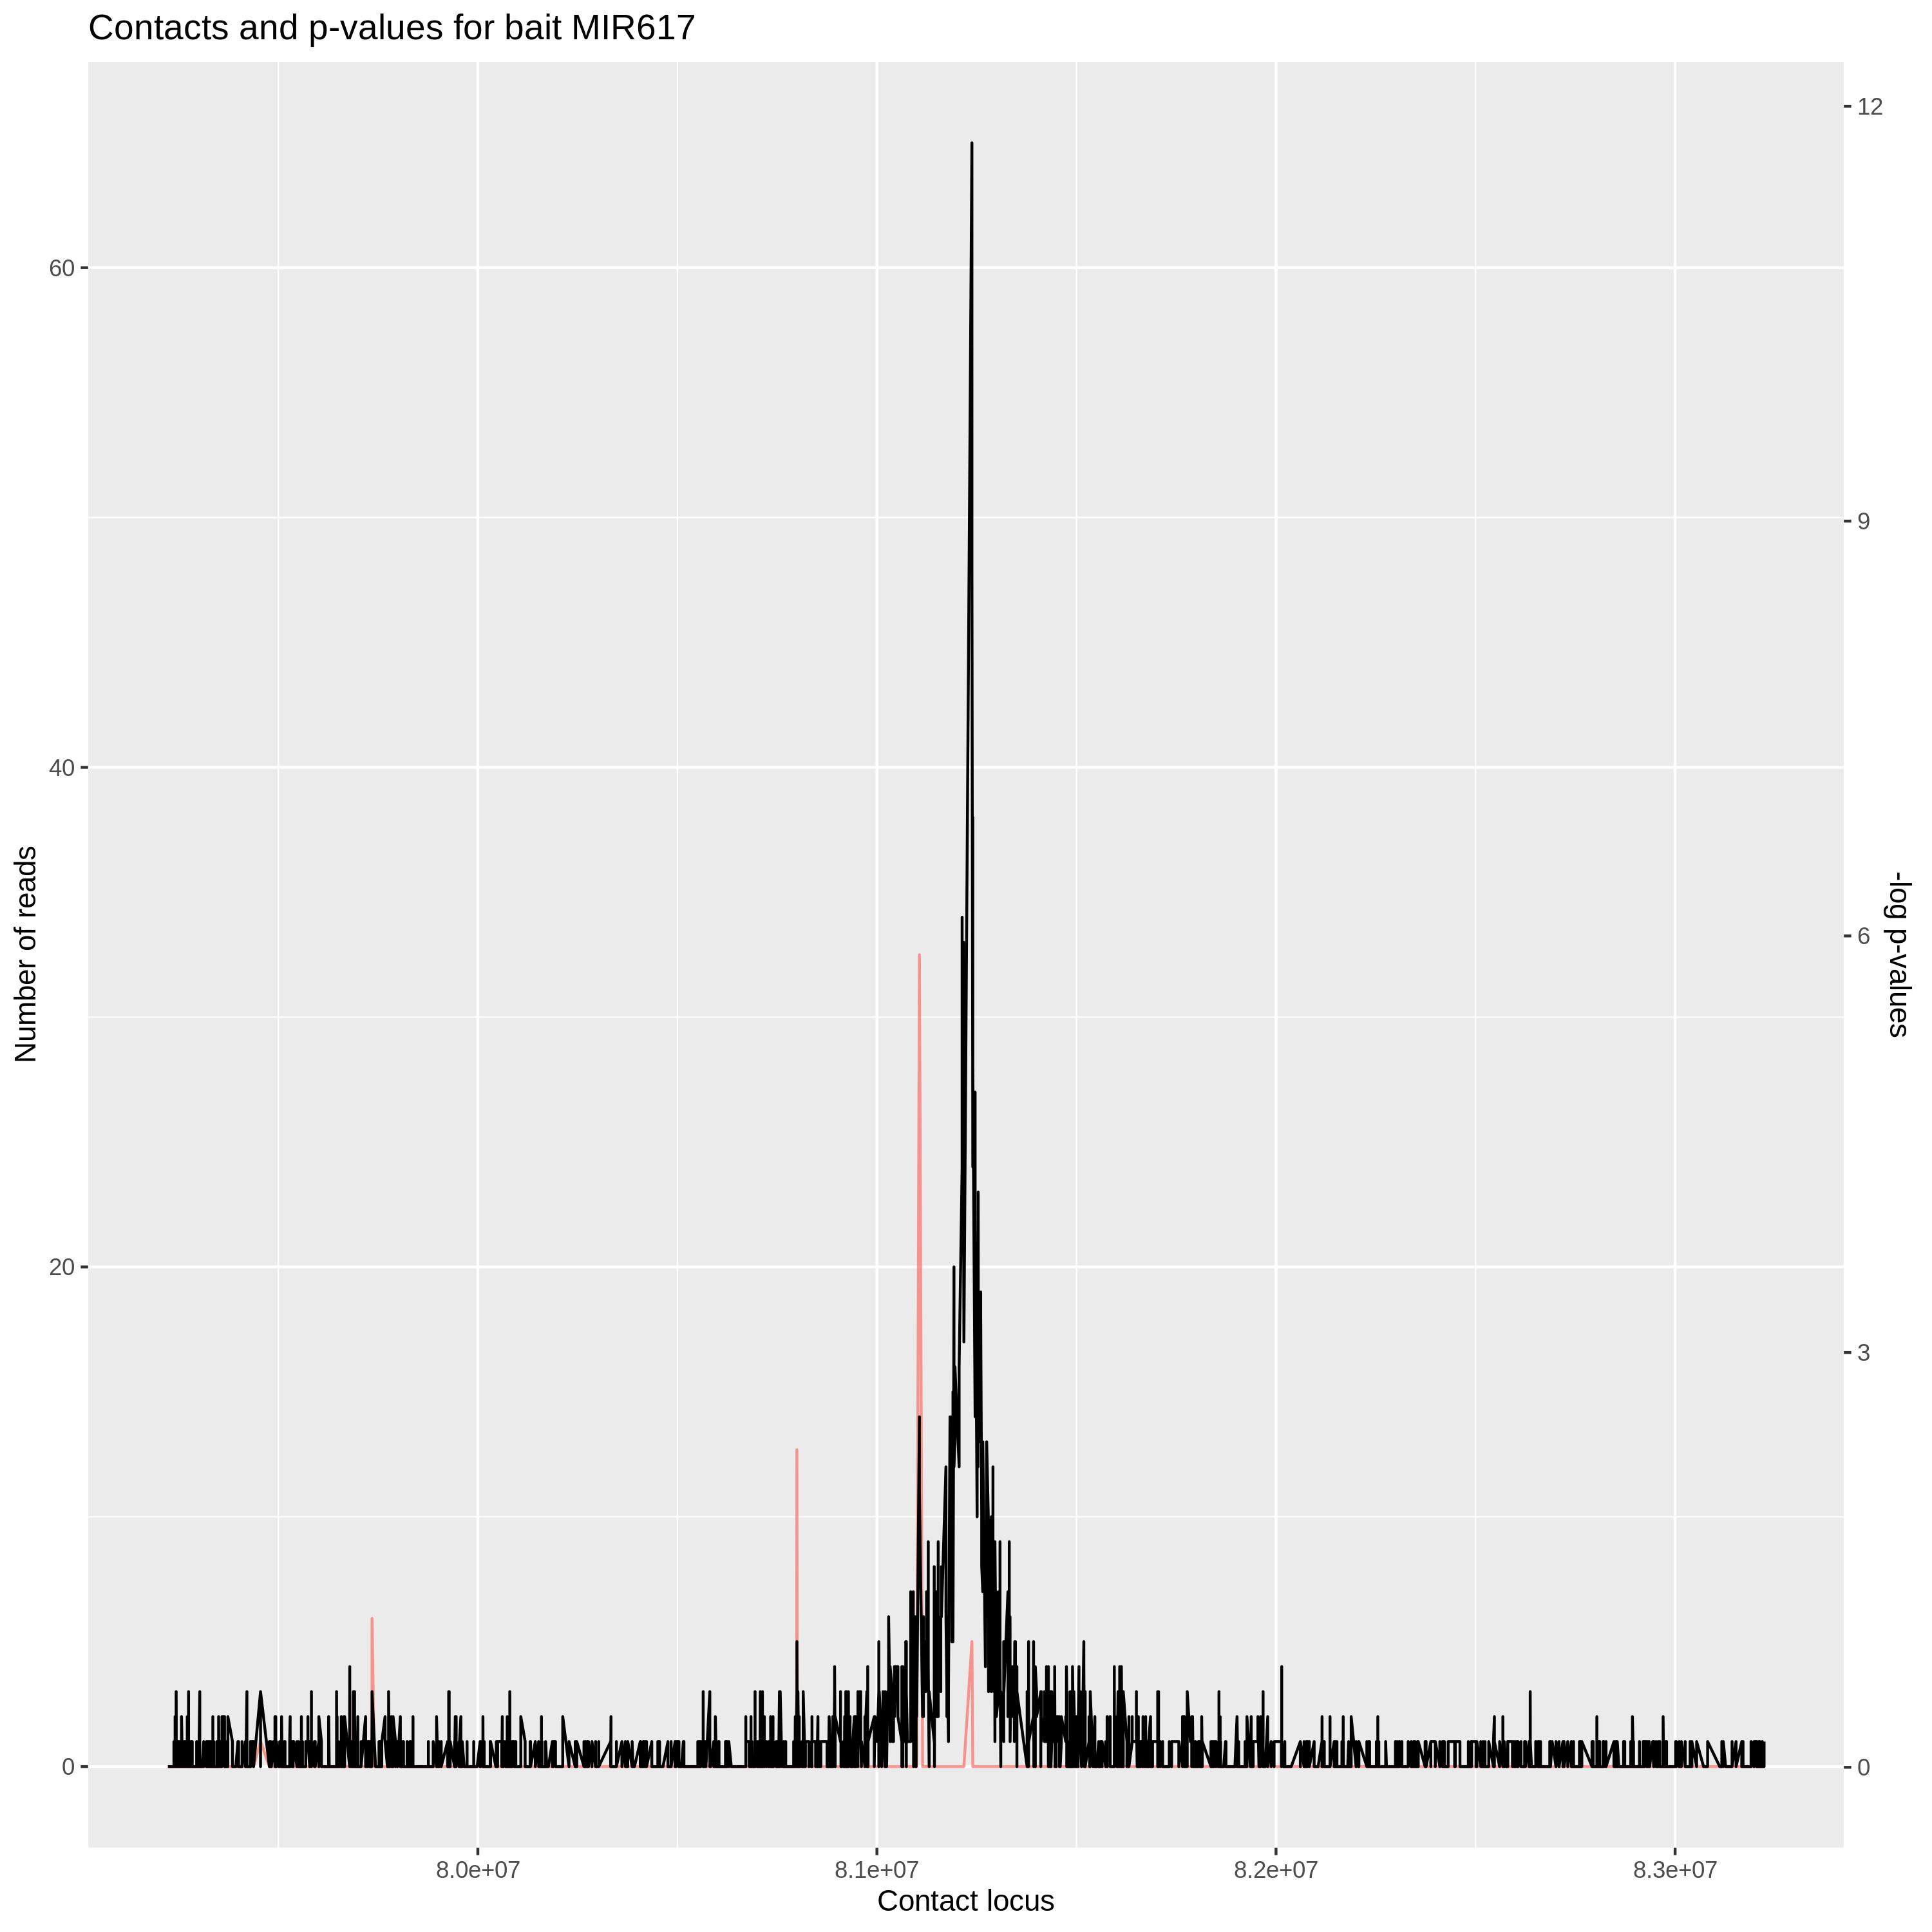 Contacts and p-values for bait MIR617
60
40
20
0
Number of reads
12
9
6
3
0
-log p-values
8.0e+07
8.1e+07
8.2e+07
8.3e+07
Contact locus